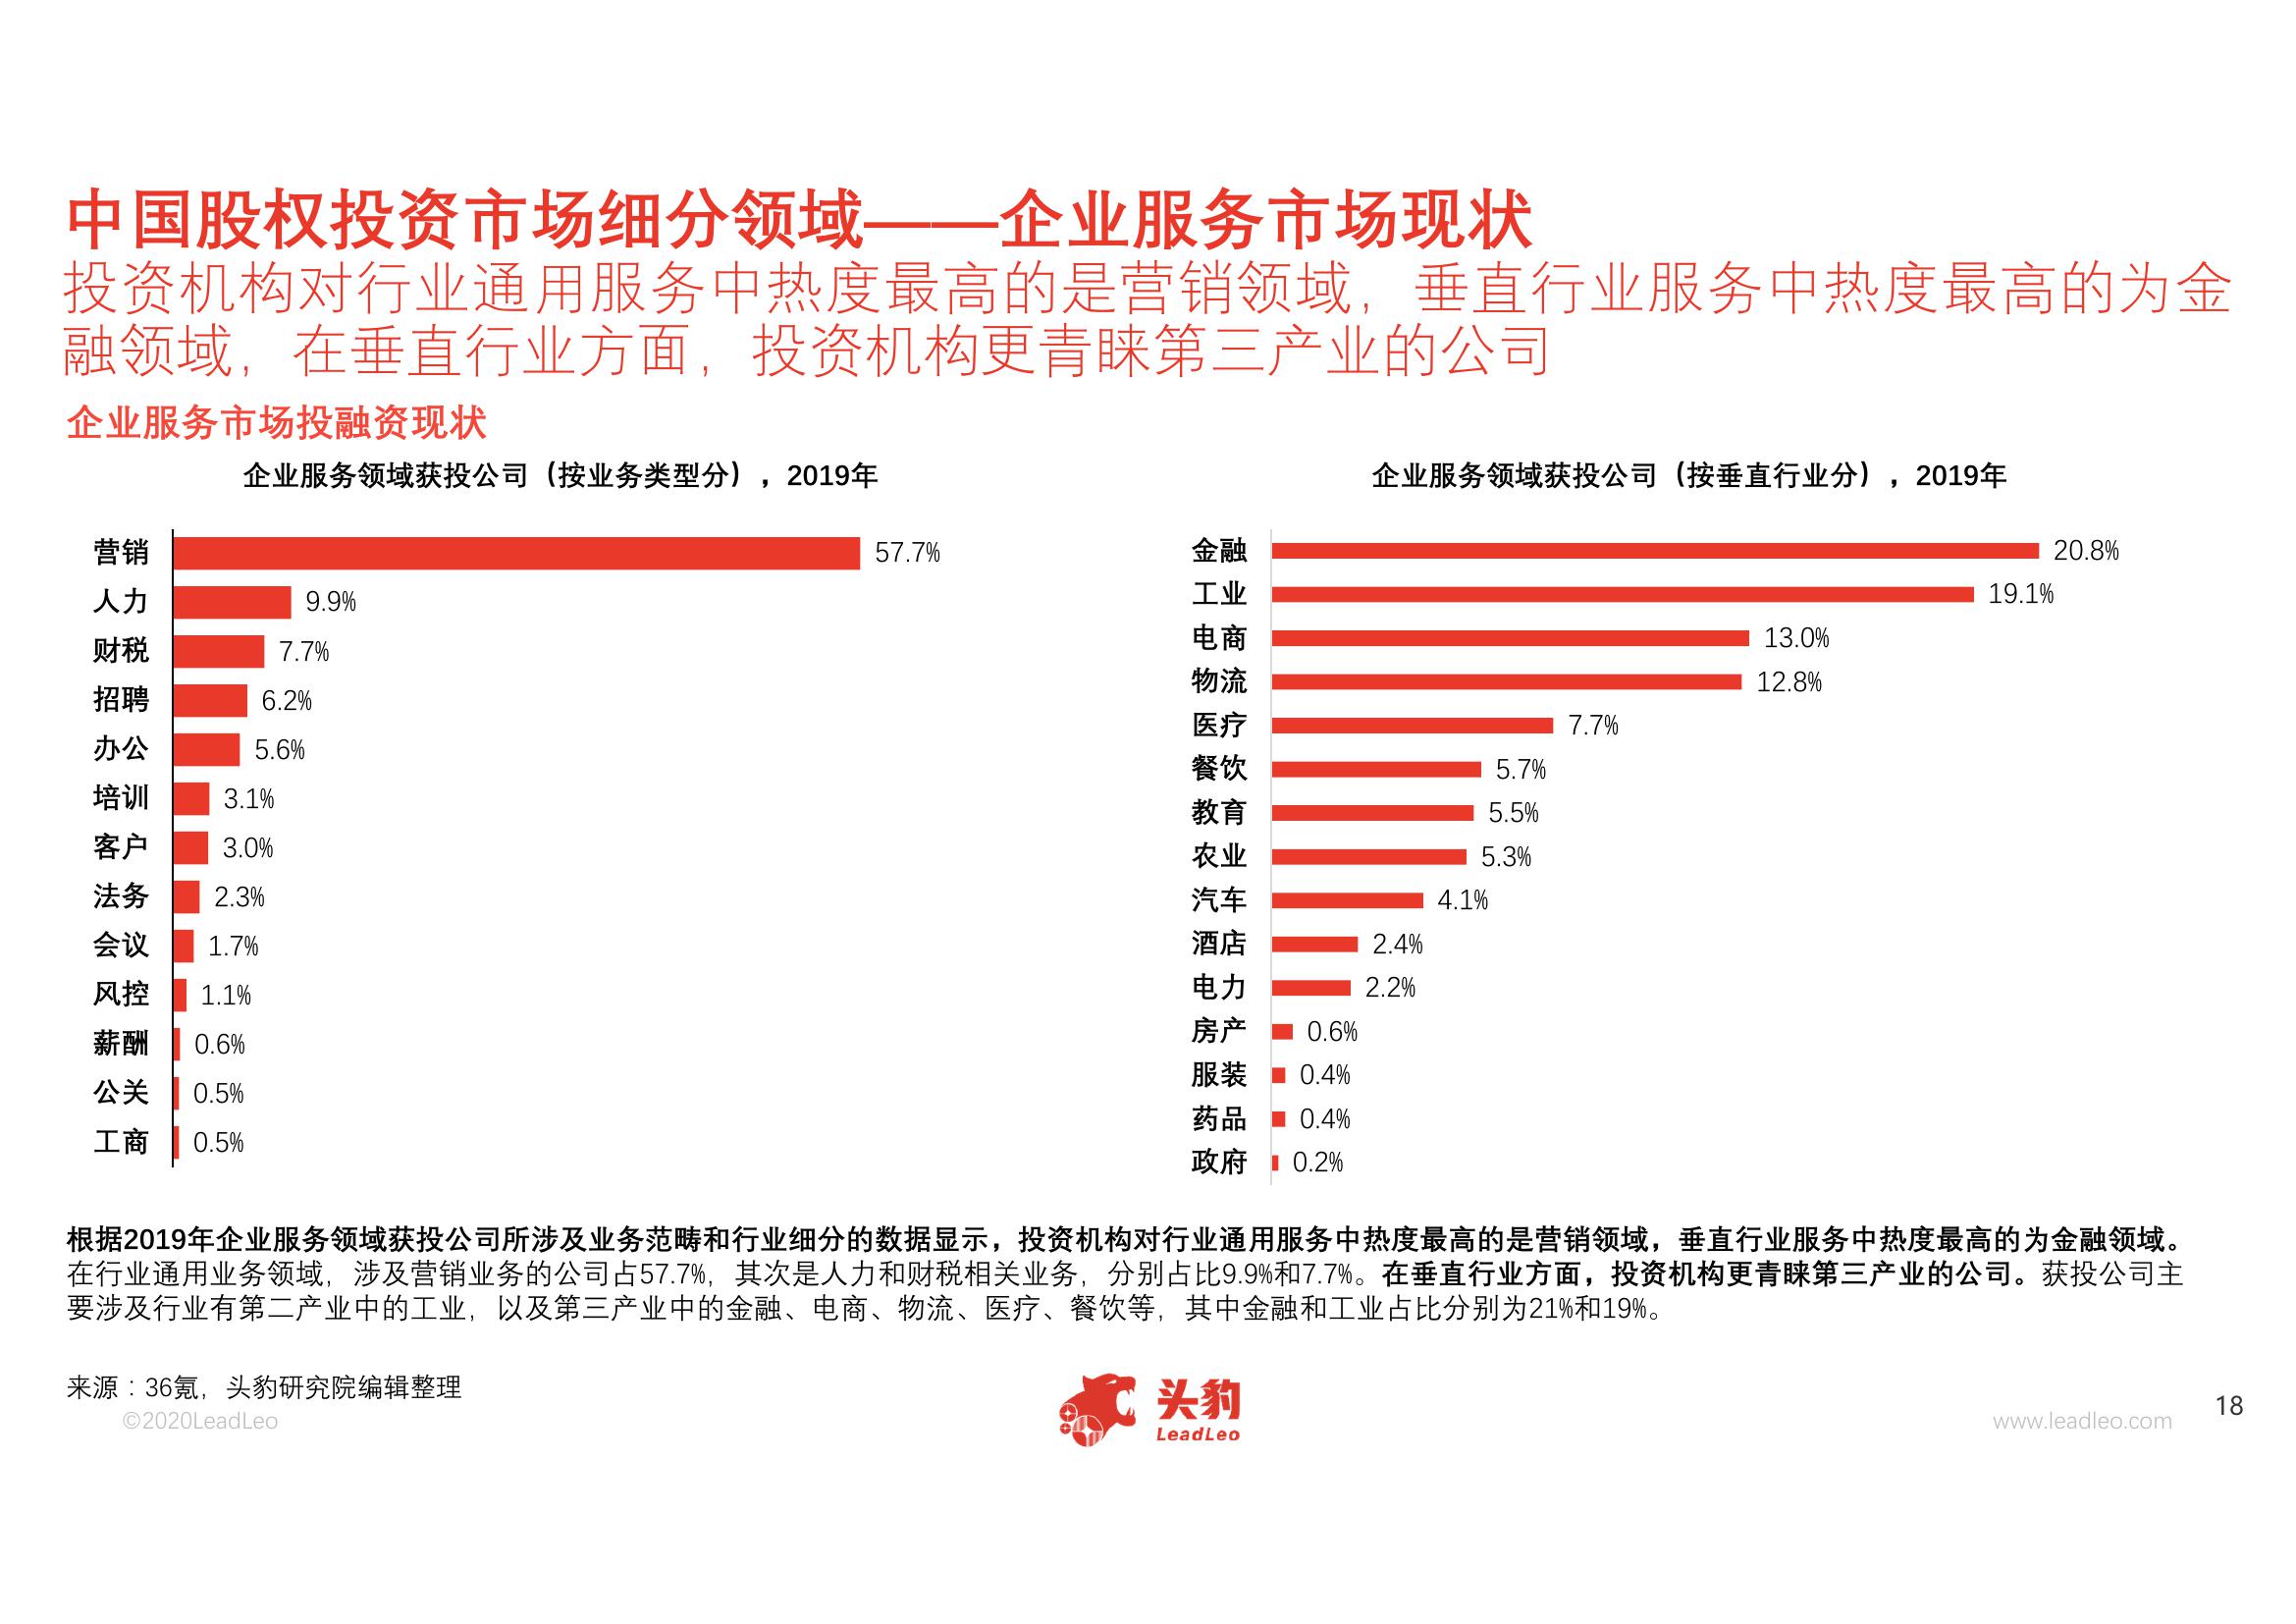 中国股权投资市场细分领域——企业服务市场现状
投资机构对行业通用服务中热度最高的是营销领域，垂直行业服务中热度最高的为金
融领域，在垂直行业方面，投资机构更青睐第三产业的公司
企业服务市场投融资现状
企业服务领域获投公司（按业务类型分），2019年
营销 57.7%
人力 9.9%
财税 7.7%
招聘 6.2%
办公 5.6%
培训 3.1%
客户 3.0%
法务 2.3%
会议 1.7%
风控 1.1%
薪酬 0.6%
公关 0.5%
工商 0.5%
企业服务领域获投公司（按垂直行业分），2019年
金融 20.8%
工业 19.1%
电商 13.0%
物流 12.8%
医疗 7.7%
餐饮 5.7%
教育 5.5%
农业 5.3%
汽车 4.1%
酒店 2.4%
电力 2.2%
房产 0.6%
服装 0.4%
药品 0.4%
政府 0.2%
根据2019年企业服务领域获投公司所涉及业务范畴和行业细分的数据显示，投资机构对行业通用服务中热度最高的是营销领域，垂直行业服务中热度最高的为金融领域。
在行业通用业务领域，涉及营销业务的公司占57.7%，其次是人力和财税相关业务，分别占比9.9%和7.7%。在垂直行业方面，投资机构更青睐第三产业的公司。获投公司主
要涉及行业有第二产业中的工业，以及第三产业中的金融、电商、物流、医疗、餐饮等，其中金融和工业占比分别为21%和19%。
来源：36氪，头豹研究院编辑整理
©2020LeadLeo
头豹
LeadLeo
www.leadleo.com
18